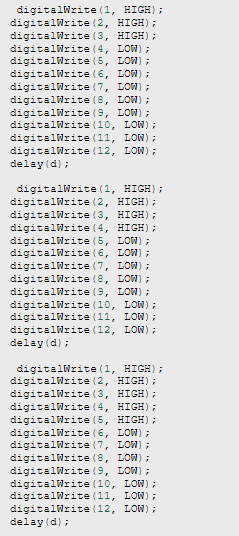 digitalWrite(1, HIGH);
digitalWrite(2, HIGH);
digitalWrite(3, HIGH);
digitalWrite(4, LOW);
digitalWrite(5, LOW);
digitalWrite(6, LOW);
digitalWrite(7, LOW);
digitalWrite(8, LOW);
digitalWrite(9, LOW);
digitalWrite(10, LOW);
digitalWrite(11, LOW);
digitalWrite(12, LOW);
delay(d);
digitalWrite(1, HIGH);
digitalWrite(2, HIGH);
digitalWrite(3, HIGH);
digitalWrite(4, HIGH);
digitalWrite(5, LOW);
digitalWrite(6, LOW);
digitalWrite(7, LOW);
digitalWrite(8, LOW);
digitalWrite(9, LOW);
digitalWrite(10, LOW);
digitalWrite(11, LOW);
digitalWrite(12, LOW);
delay(d);
digitalWrite(1, HIGH);
digitalWrite(2, HIGH);
digitalWrite(3, HIGH);
digitalWrite(4, HIGH);
digitalWrite(5, HIGH);
digitalWrite(6, LOW);
digitalWrite(7, LOW);
digitalWrite(8, LOW);
digitalWrite(9, LOW);
digitalWrite(10, LOW);
digitalWrite(11, LOW);
digitalWrite(12, LOW);
delay(d);